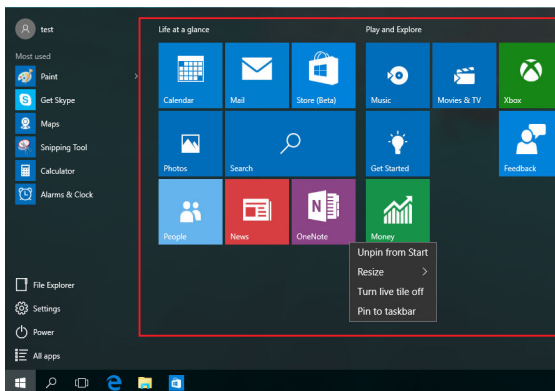 test
Most used
Paint
Get Skype
Maps
Snipping Tool
Calculator
Alarms & Clock
File Explorer
Settings
Power
All apps
Life at a glance
Play and Explore
Calendar
Mail
Store (Beta)
Music
Movies & TV
Xbox
Photos
Search
Get Started
Feedback
People
News
OneNote
Money
Unpin from Start
Resize
Turn live tile off
Pin to taskbar